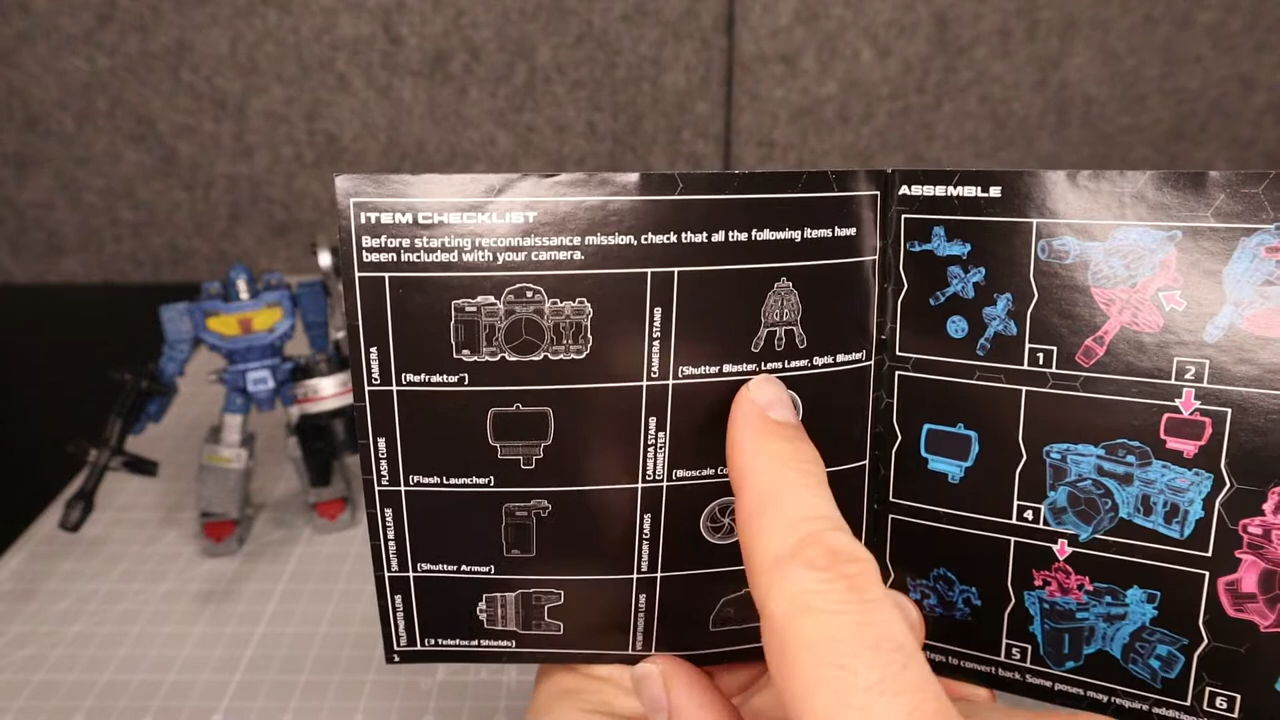 ITEM CHECKLIST
Before starting reconnaissance mission, check that all the following items have
been included with your camera.
CAMERA
(Refraktor™)
CAMERA STAND
(Shutter Blaster, Lens Laser, Optic Blaster)
FLASH CUBE
(Flash Launcher)
CAMERA STAND
CONNECTER
(Bioscale
SHUTTER RELEASE
(Shutter Armor)
MEMORY CARDS
TELEPHOTO LENS
(3 Telefocal Shields)
VIEWFINDER LENS
1
ASSEMBLE
1
2
4
5
6
steps to convert back. Some poses may require